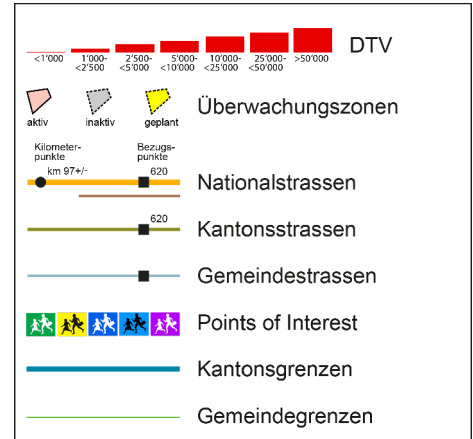 DTV
<1'000 1'000- 2'500- 5'000- 10'000- 25'000- >50'000
<2'500 <5'000 <10'000 <25'000 <50'000
Überwachungszonen
aktiv inaktiv geplant
Kilometer- Bezugs-
punkte punkte
km 97+/- 620
Nationalstrassen
620
Kantonsstrassen
Gemeindestrassen
Points of Interest
Kantonsgrenzen
Gemeindegrenzen